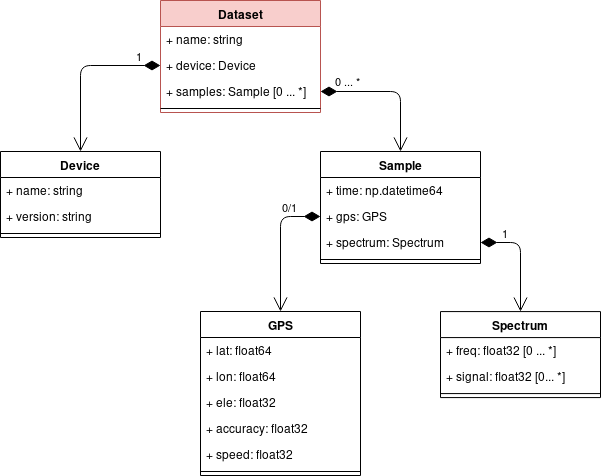 Dataset
+ name: string
+ device: Device
+ samples: Sample [0 ... *]
1
0 ... *
Device
+ name: string
+ version: string
Sample
+ time: np.datetime64
+ gps: GPS
+ spectrum: Spectrum
0/1
1
GPS
+ lat: float64
+ lon: float64
+ ele: float32
+ accuracy: float32
+ speed: float32
Spectrum
+ freq: float32 [0 ... *]
+ signal: float32 [0... *]